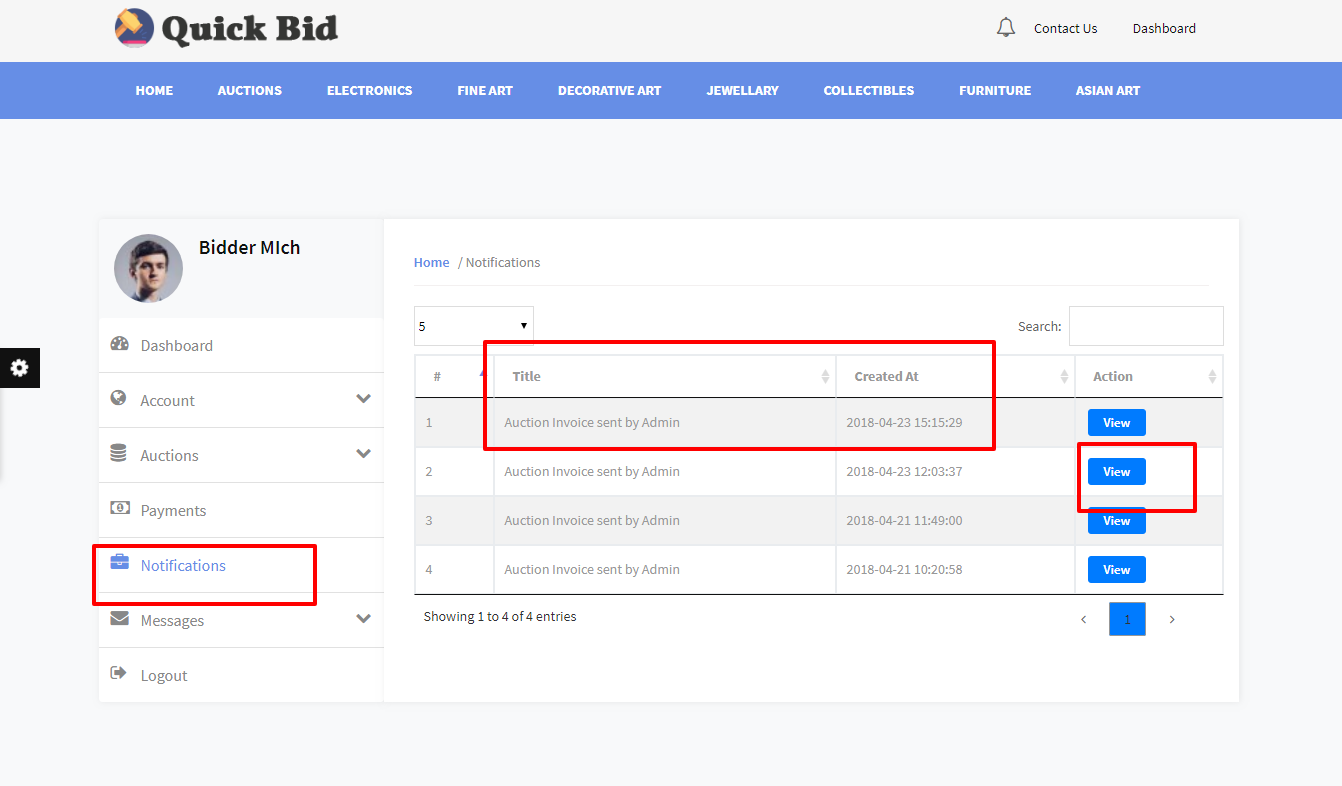 Quick Bid
Contact Us Dashboard
HOME AUCTIONS ELECTRONICS FINE ART DECORATIVE ART JEWELLARY COLLECTIBLES FURNITURE ASIAN ART
Bidder MIch
Dashboard
Account
Auctions
Payments
Notifications
Messages
Logout
Home / Notifications
5 Search:
# Title Created At Action
1 Auction Invoice sent by Admin 2018-04-23 15:15:29 View
2 Auction Invoice sent by Admin 2018-04-23 12:03:37 View
3 Auction Invoice sent by Admin 2018-04-21 11:49:00 View
4 Auction Invoice sent by Admin 2018-04-21 10:20:58 View
Showing 1 to 4 of 4 entries ‹ 1 ›